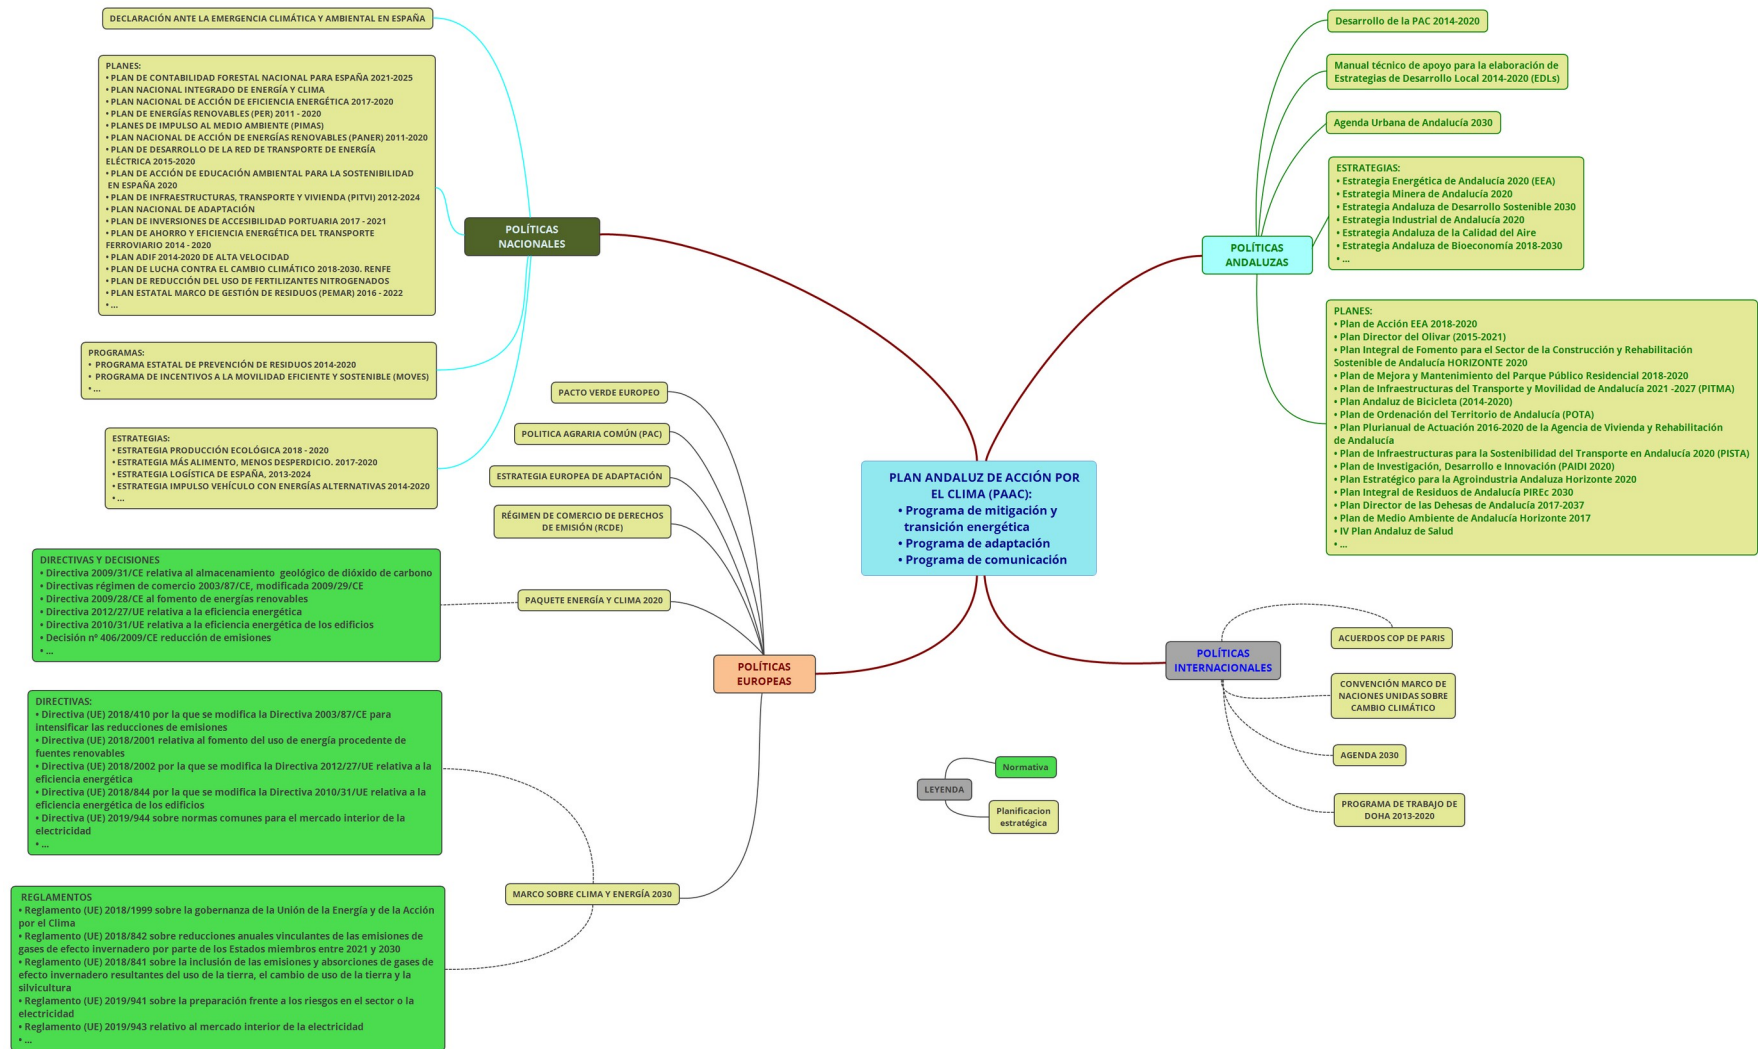 DECLARACIÓN ANTE LA EMERGENCIA CLIMÁTICA Y AMBIENTAL EN ESPAÑA
PLANES:
• PLAN DE CONTABILIDAD FORESTAL NACIONAL PARA ESPAÑA 2021-2025
• PLAN NACIONAL INTEGRADO DE ENERGÍA Y CLIMA
• PLAN NACIONAL DE ACCIÓN DE EFICIENCIA ENERGÉTICA 2017-2020
• PLAN DE ENERGÍAS RENOVABLES (PER) 2011 - 2020
• PLANES DE IMPULSO AL MEDIO AMBIENTE (PIMAS)
• PLAN NACIONAL DE ACCIÓN DE ENERGÍAS RENOVABLES (PANER) 2011-2020
• PLAN DE DESARROLLO DE LA RED DE TRANSPORTE DE ENERGÍA
ELÉCTRICA 2015-2020
• PLAN DE ACCIÓN DE EDUCACIÓN AMBIENTAL PARA LA SOSTENIBILIDAD
EN ESPAÑA 2020
• PLAN DE INFRAESTRUCTURAS, TRANSPORTE Y VIVIENDA (PITVI) 2012-2024
• PLAN NACIONAL DE ADAPTACIÓN
• PLAN DE INVERSIONES DE ACCESIBILIDAD PORTUARIA 2017 - 2021
• PLAN DE AHORRO Y EFICIENCIA ENERGÉTICA DEL TRANSPORTE
FERROVIARIO 2014 - 2020
• PLAN ADIF 2014-2020 DE ALTA VELOCIDAD
• PLAN DE LUCHA CONTRA EL CAMBIO CLIMÁTICO 2018-2030. RENFE
• PLAN DE REDUCCIÓN DEL USO DE FERTILIZANTES NITROGENADOS
• PLAN ESTATAL MARCO DE GESTIÓN DE RESIDUOS (PEMAR) 2016 - 2022
• ...
PROGRAMAS:
• PROGRAMA ESTATAL DE PREVENCIÓN DE RESIDUOS 2014-2020
• PROGRAMA DE INCENTIVOS A LA MOVILIDAD EFICIENTE Y SOSTENIBLE (MOVES)
• ...
ESTRATEGIAS:
• ESTRATEGIA PRODUCCIÓN ECOLÓGICA 2018 - 2020
• ESTRATEGIA MÁS ALIMENTO, MENOS DESPERDICIO. 2017-2020
• ESTRATEGIA LOGÍSTICA DE ESPAÑA, 2013-2024
• ESTRATEGIA IMPULSO VEHÍCULO CON ENERGÍAS ALTERNATIVAS 2014-2020
• ...
POLÍTICAS
NACIONALES
Desarrollo de la PAC 2014-2020
Manual técnico de apoyo para la elaboración de
Estrategias de Desarrollo Local 2014-2020 (EDLs)
Agenda Urbana de Andalucía 2030
ESTRATEGIAS:
• Estrategia Energética de Andalucía 2020 (EEA)
• Estrategia Minera de Andalucía 2020
• Estrategia Andaluza de Desarrollo Sostenible 2030
• Estrategia Industrial de Andalucía 2020
• Estrategia Andaluza de la Calidad del Aire
• Estrategia Andaluza de Bioeconomía 2018-2030
• ...
POLÍTICAS
ANDALUZAS
PLANES:
• Plan de Acción EEA 2018-2020
• Plan Director del Olivar (2015-2021)
• Plan Integral de Fomento para el Sector de la Construcción y Rehabilitación
Sostenible de Andalucía HORIZONTE 2020
• Plan de Mejora y Mantenimiento del Parque Público Residencial 2018-2020
• Plan de Infraestructuras del Transporte y Movilidad de Andalucía 2021 -2027 (PITMA)
• Plan Andaluz de Bicicleta (2014-2020)
• Plan de Ordenación del Territorio de Andalucía (POTA)
• Plan Plurianual de Actuación 2016-2020 de la Agencia de Vivienda y Rehabilitación
de Andalucía
• Plan de Infraestructuras para la Sostenibilidad del Transporte en Andalucía 2020 (PISTA)
• Plan de Investigación, Desarrollo e Innovación (PAIDI 2020)
• Plan Estratégico para la Agroindustria Andaluza Horizonte 2020
• Plan Integral de Residuos de Andalucía PIREc 2030
• Plan Director de las Dehesas de Andalucía 2017-2037
• Plan de Medio Ambiente de Andalucía Horizonte 2017
• IV Plan Andaluz de Salud
• ...
PLAN ANDALUZ DE ACCIÓN POR
EL CLIMA (PAAC):
• Programa de mitigación y
transición energética
• Programa de adaptación
• Programa de comunicación
PACTO VERDE EUROPEO
POLITICA AGRARIA COMÚN (PAC)
ESTRATEGIA EUROPEA DE ADAPTACIÓN
RÉGIMEN DE COMERCIO DE DERECHOS
DE EMISIÓN (RCDE)
PAQUETE ENERGÍA Y CLIMA 2020
DIRECTIVAS Y DECISIONES
• Directiva 2009/31/CE relativa al almacenamiento geológico de dióxido de carbono
• Directivas régimen de comercio 2003/87/CE, modificada 2009/29/CE
• Directiva 2009/28/CE al fomento de energías renovables
• Directiva 2012/27/UE relativa a la eficiencia energética
• Directiva 2010/31/UE relativa a la eficiencia energética de los edificios
• Decisión nº 406/2009/CE reducción de emisiones
• ...
POLÍTICAS
EUROPEAS
DIRECTIVAS:
• Directiva (UE) 2018/410 por la que se modifica la Directiva 2003/87/CE para
intensificar las reducciones de emisiones
• Directiva (UE) 2018/2001 relativa al fomento del uso de energía procedente de
fuentes renovables
• Directiva (UE) 2018/2002 por la que se modifica la Directiva 2012/27/UE relativa a la
eficiencia energética
• Directiva (UE) 2018/844 por la que se modifica la Directiva 2010/31/UE relativa a la
eficiencia energética de los edificios
• Directiva (UE) 2019/944 sobre normas comunes para el mercado interior de la
electricidad
• ...
MARCO SOBRE CLIMA Y ENERGÍA 2030
REGLAMENTOS
• Reglamento (UE) 2018/1999 sobre la gobernanza de la Unión de la Energía y de la Acción
por el Clima
• Reglamento (UE) 2018/842 sobre reducciones anuales vinculantes de las emisiones de
gases de efecto invernadero por parte de los Estados miembros entre 2021 y 2030
• Reglamento (UE) 2018/841 sobre la inclusión de las emisiones y absorciones de gases de
efecto invernadero resultantes del uso de la tierra, el cambio de uso de la tierra y la
silvicultura
• Reglamento (UE) 2019/941 sobre la preparación frente a los riesgos en el sector o la
electricidad
• Reglamento (UE) 2019/943 relativo al mercado interior de la electricidad
• ...
POLÍTICAS
INTERNACIONALES
ACUERDOS COP DE PARIS
CONVENCIÓN MARCO DE
NACIONES UNIDAS SOBRE
CAMBIO CLIMÁTICO
AGENDA 2030
PROGRAMA DE TRABAJO DE
DOHA 2013-2020
LEYENDA
Normativa
Planificacion
estratégica